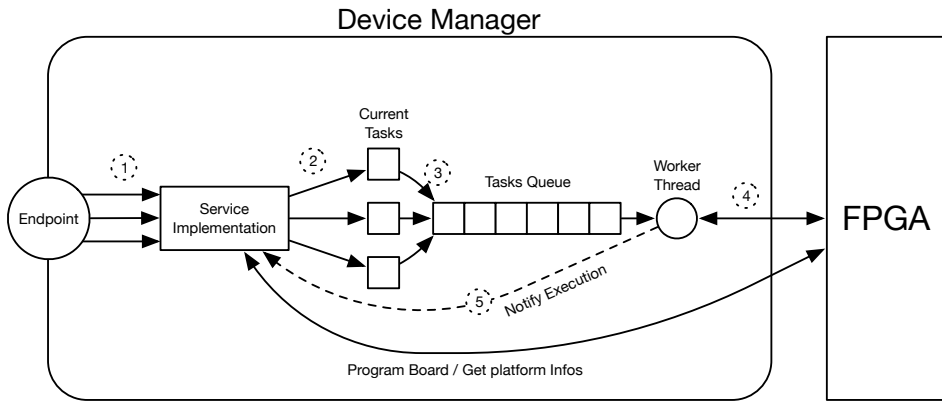 Device Manager
Current
Tasks
1
2
3
Tasks Queue
Worker
Thread
4
Endpoint
Service
Implementation
FPGA
5
Notify Execution
Program Board / Get platform Infos